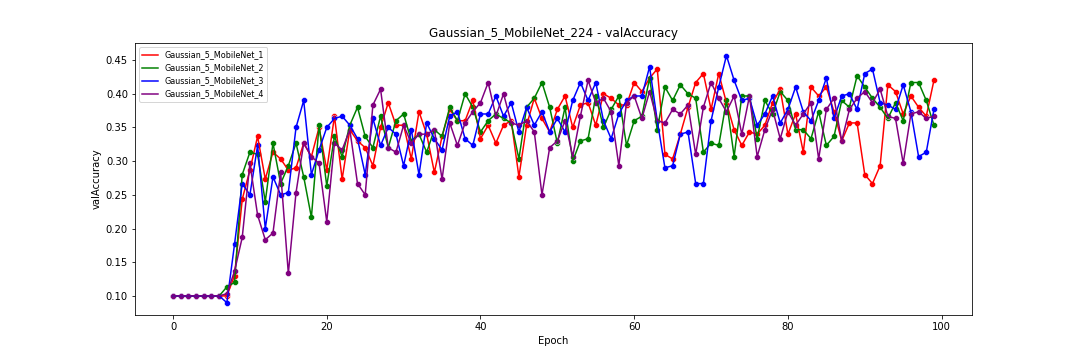 Gaussian_5_MobileNet_224 - valAccuracy
Gaussian_5_MobileNet_1
Gaussian_5_MobileNet_2
Gaussian_5_MobileNet_3
Gaussian_5_MobileNet_4
valAccuracy
0.45
0.40
0.35
0.30
0.25
0.20
0.15
0.10
0 20 40 60 80 100
Epoch